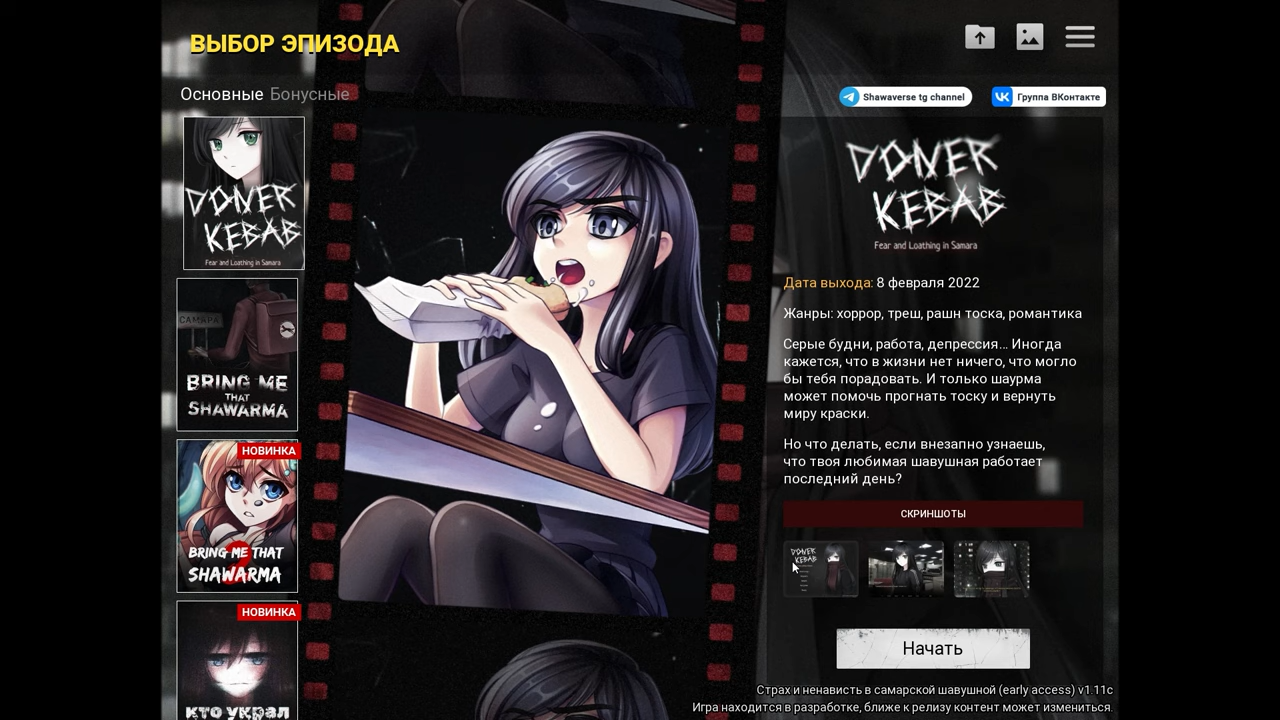 ВЫБОР ЭПИЗОДА
Основные Бонусные
Shawaverse tg channel
Группа ВКонтакте
DONER
KEBAB
Fear and Loathing in Samara
САМАРА
BRING ME
THAT
SHAWARMA
НОВИНКА
BRING ME THAT
2
SHAWARMA
НОВИНКА
КТО УКРАЛ
DONER
KEBAB
Fear and Loathing in Samara
Дата выхода: 8 февраля 2022
Жанры: хоррор, треш, рашн тоска, романтика
Серые будни, работа, депрессия... Иногда
кажется, что в жизни нет ничего, что могло
бы тебя порадовать. И только шаурма
может помочь прогнать тоску и вернуть
миру краски.
Но что делать, если внезапно узнаешь,
что твоя любимая шавушная работает
последний день?
СКРИНШОТЫ
DONER
KEBAB
Начать
Страх и ненависть в самарской шавушной (early access) v1.11c
Игра находится в разработке, ближе к релизу контент может измениться.